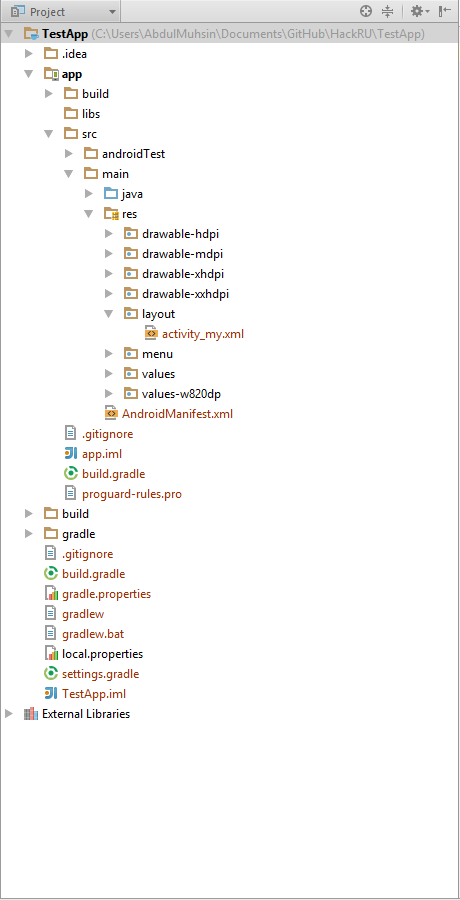 Project
TestApp (C:\Users\AbdulMuhsin\Documents\GitHub\HackRU\TestApp)
.idea
app
build
libs
src
androidTest
main
java
res
drawable-hdpi
drawable-mdpi
drawable-xhdpi
drawable-xxhdpi
layout
activity_my.xml
menu
values
values-w820dp
AndroidManifest.xml
.gitignore
app.iml
build.gradle
proguard-rules.pro
build
gradle
.gitignore
build.gradle
gradle.properties
gradlew
gradlew.bat
local.properties
settings.gradle
TestApp.iml
External Libraries